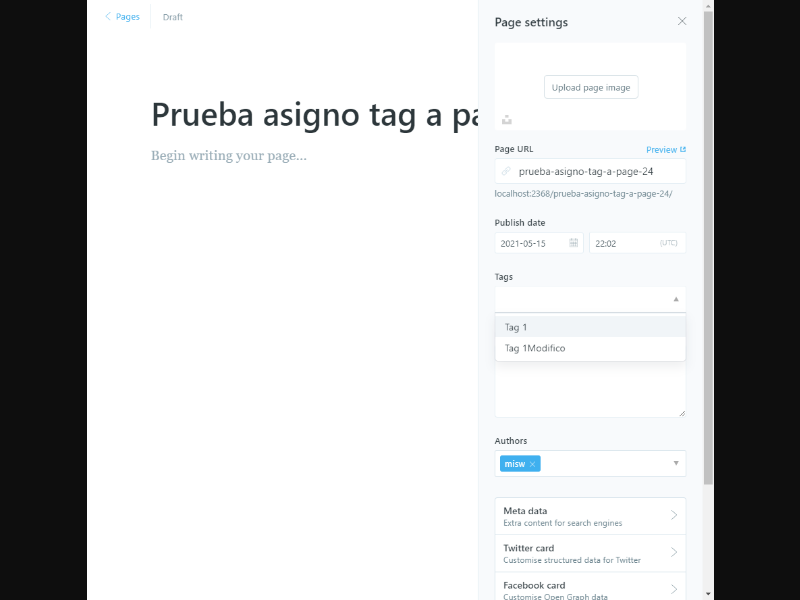 Pages
Draft
Page settings
Upload page image
Prueba asigno tag a pa
Begin writing your page...
Page URL
Preview
prueba-asigno-tag-a-page-24
localhost:2368/prueba-asigno-tag-a-page-24/
Publish date
2021-05-15
22:02
(UTC)
Tags
Tag 1
Tag 1Modifico
Authors
misw ×
Meta data
Extra content for search engines
Twitter card
Customise structured data for Twitter
Facebook card
Customise Open Graph data